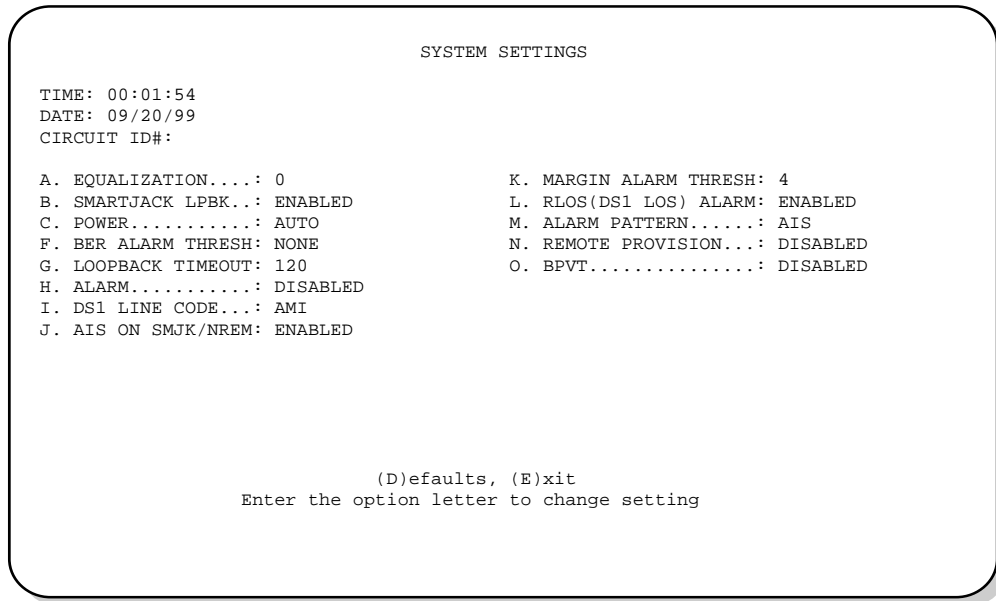 SYSTEM SETTINGS
TIME: 00:01:54
DATE: 09/20/99
CIRCUIT ID#:
A. EQUALIZATION....: 0
B. SMARTJACK LPBK..: ENABLED
C. POWER...........: AUTO
F. BER ALARM THRESH: NONE
G. LOOPBACK TIMEOUT: 120
H. ALARM...........: DISABLED
I. DS1 LINE CODE...: AMI
J. AIS ON SMJK/NREM: ENABLED
K. MARGIN ALARM THRESH: 4
L. RLOS(DS1 LOS) ALARM: ENABLED
M. ALARM PATTERN......: AIS
N. REMOTE PROVISION...: DISABLED
O. BPVT...............: DISABLED
(D)efaults, (E)xit
Enter the option letter to change setting